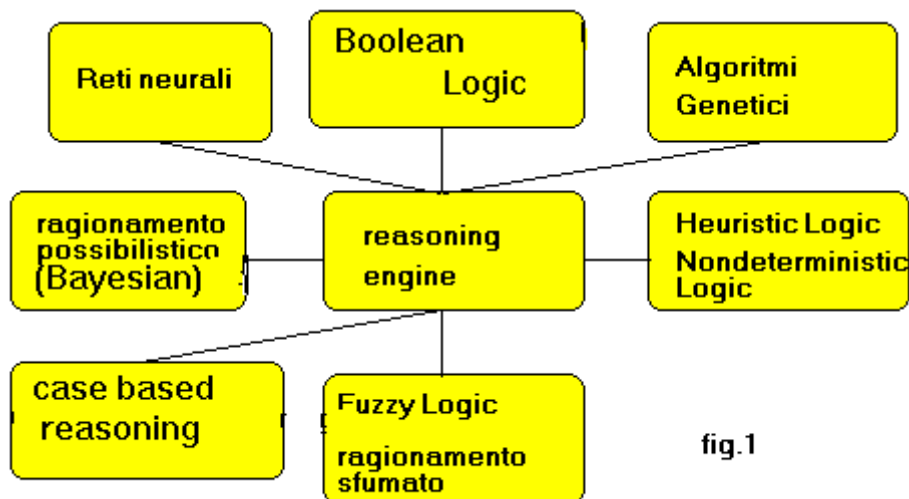 Reti neurali
Boolean
Logic
Algoritmi
Genetici
ragionamento
possibilistico
(Bayesian)
reasoning
engine
Heuristic Logic
Nondeterministic
Logic
case based
reasoning
Fuzzy Logic
ragionamento
sfumato
fig.1